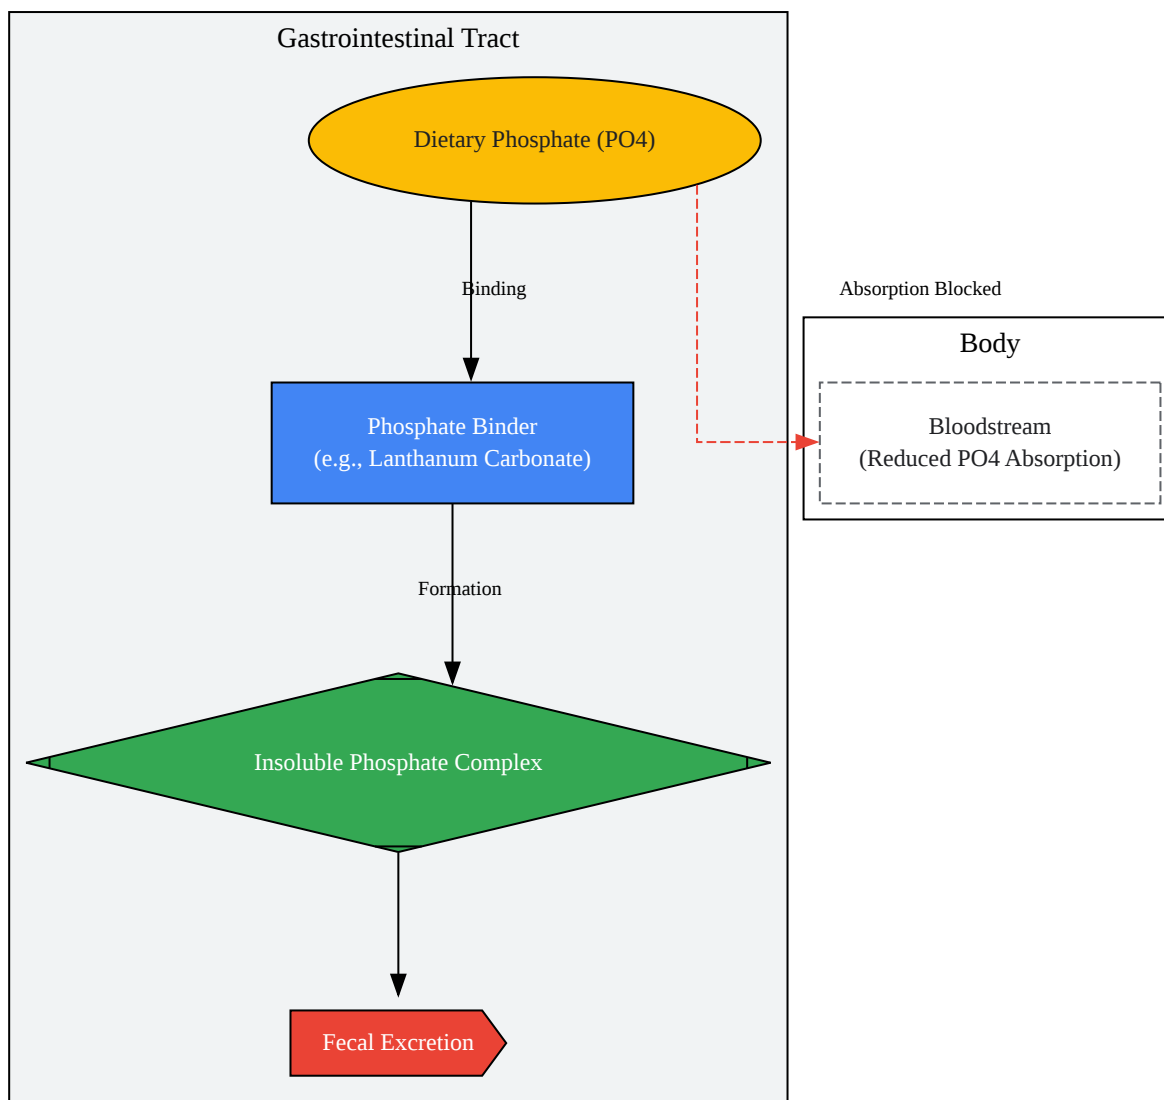 Gastrointestinal Tract
Dietary Phosphate (PO4)
Binding
Absorption Blocked
Body
Phosphate Binder
(e.g., Lanthanum Carbonate)
Bloodstream
(Reduced PO4 Absorption)
Formation
Insoluble Phosphate Complex
Fecal Excretion